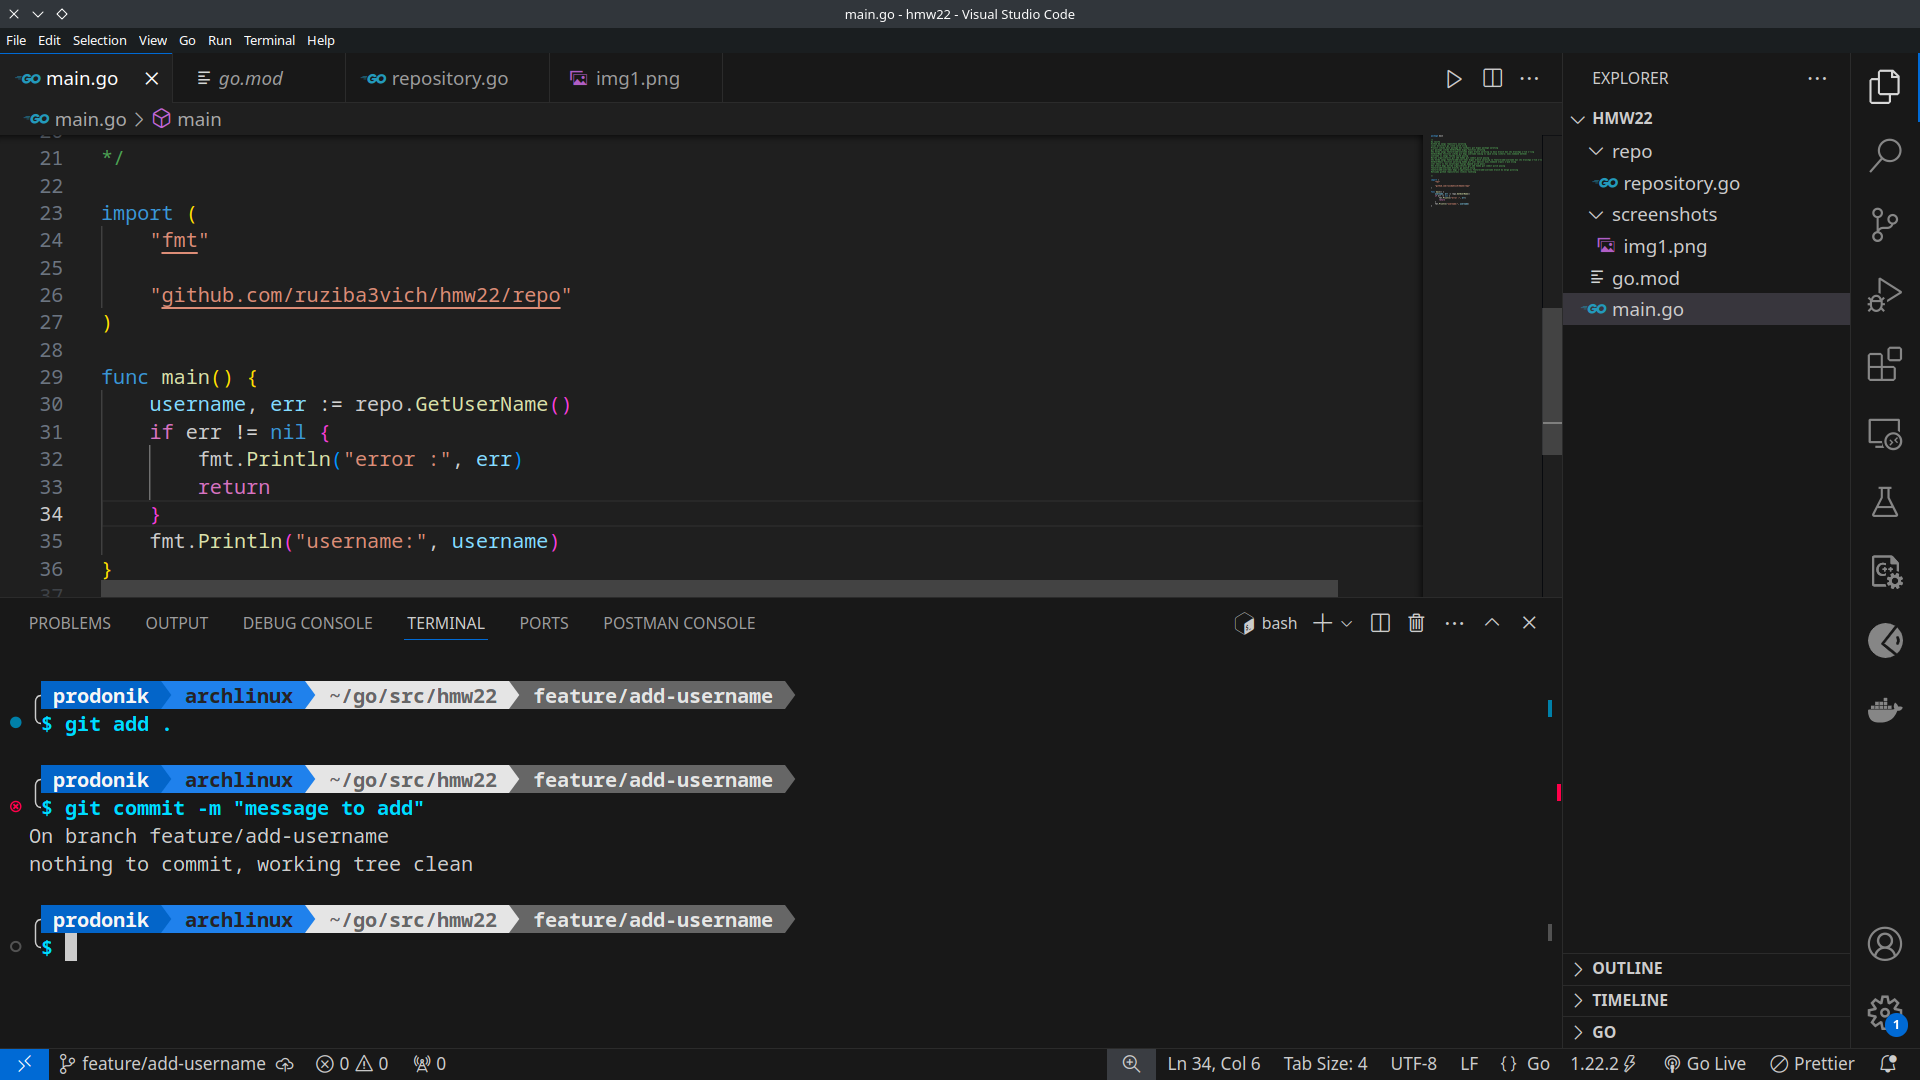 main.go - hmw22 - Visual Studio Code
File Edit Selection View Go Run Terminal Help
main.go go.mod repository.go img1.png
main.go > main
21 */
22
23 import (
24 "fmt"
25
26 "github.com/ruziba3vich/hmw22/repo"
27 )
28
29 func main() {
30 username, err := repo.GetUserName()
31 if err != nil {
32 fmt.Println("error :", err)
33 return
34 }
35 fmt.Println("username:", username)
36 }
37
PROBLEMS OUTPUT DEBUG CONSOLE TERMINAL PORTS POSTMAN CONSOLE
bash
prodonik archlinux ~/go/src/hmw22 feature/add-username
$ git add .
prodonik archlinux ~/go/src/hmw22 feature/add-username
$ git commit -m "message to add"
On branch feature/add-username
nothing to commit, working tree clean
prodonik archlinux ~/go/src/hmw22 feature/add-username
$
EXPLORER
HMW22
repo
repository.go
screenshots
img1.png
go.mod
main.go
OUTLINE
TIMELINE
GO
1
feature/add-username 0 0 0 Ln 34, Col 6 Tab Size: 4 UTF-8 LF {} Go 1.22.2 Go Live Prettier